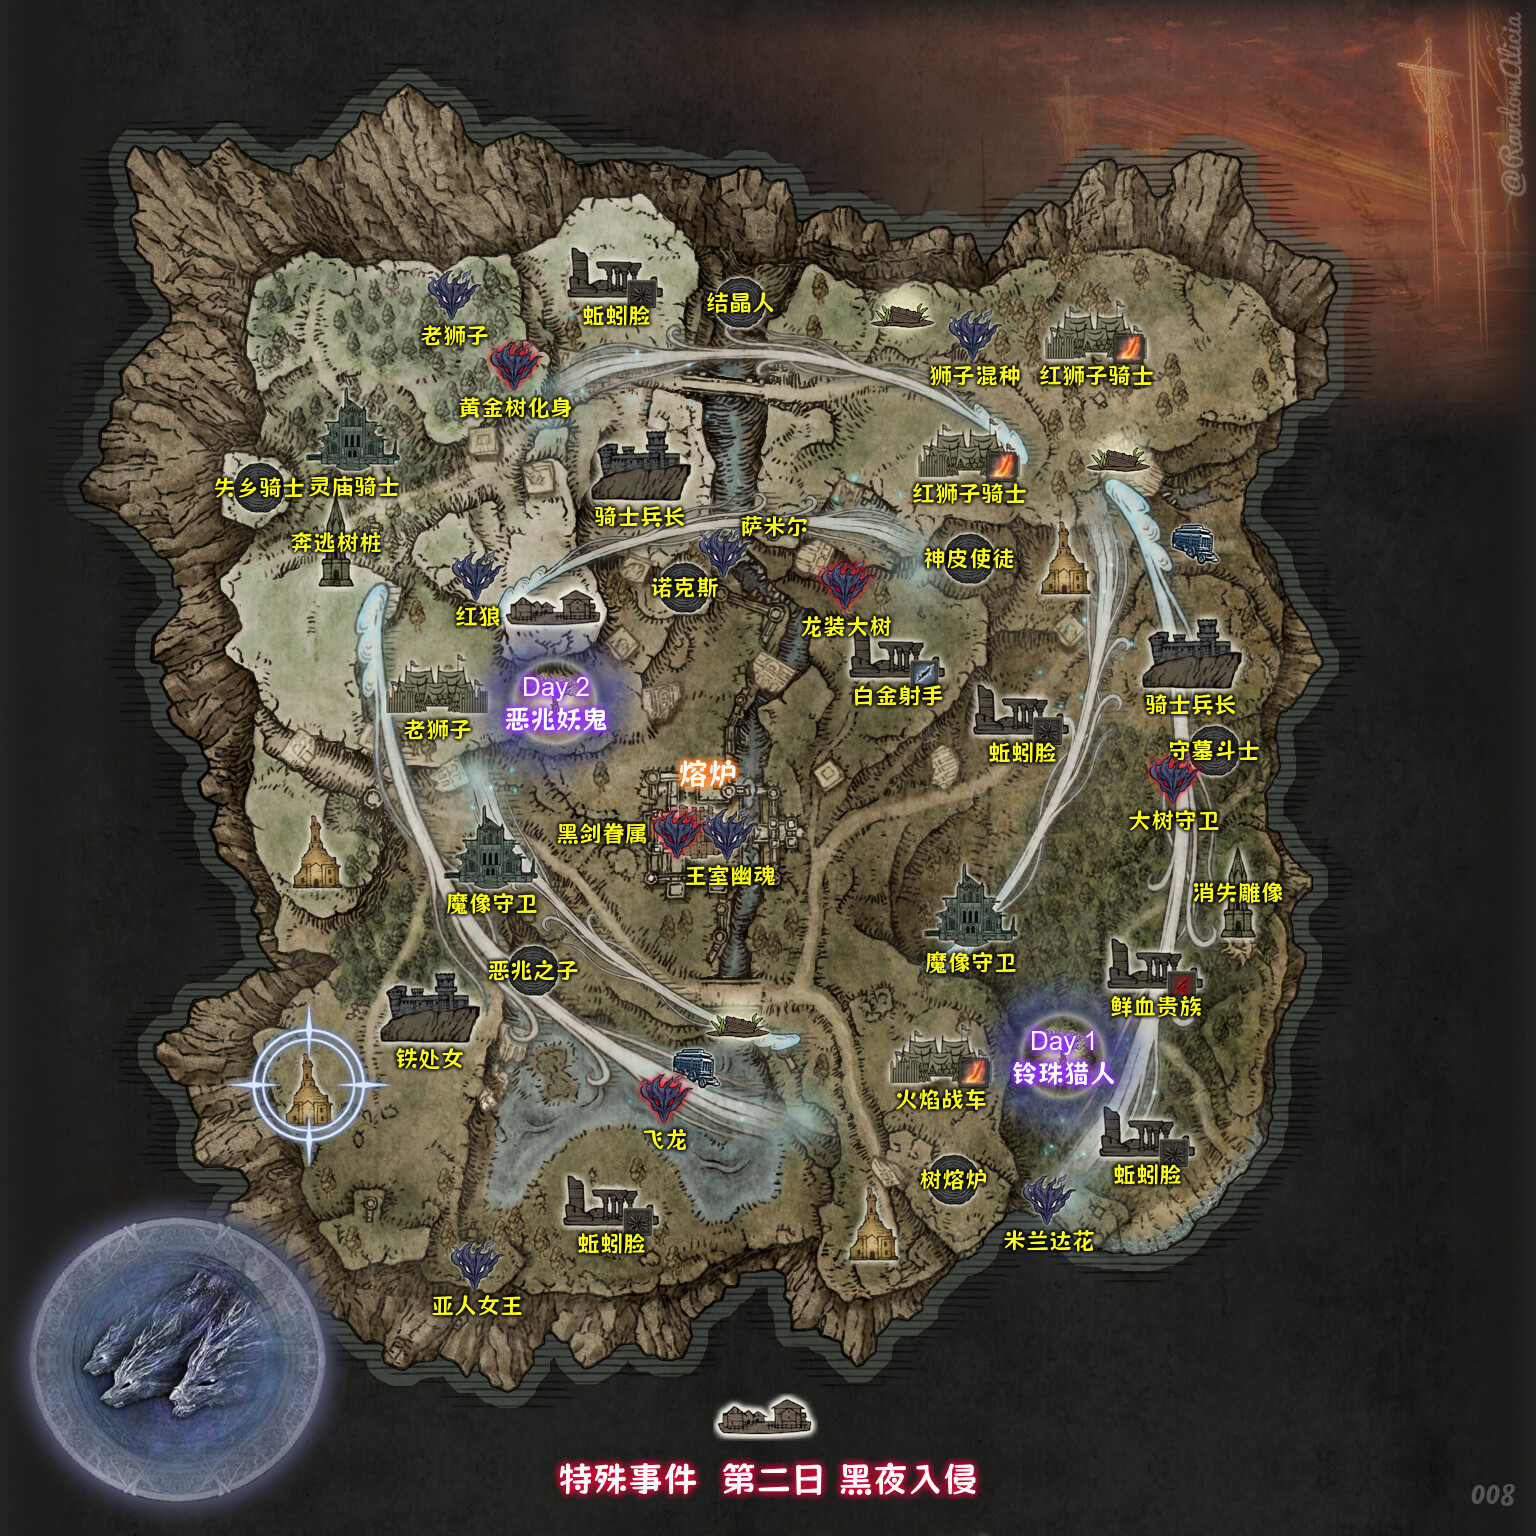 @RandomAlicia
蚯蚓脸
结晶人
老狮子
狮子混种
红狮子骑士
黄金树化身
失乡骑士
灵庙骑士
红狮子骑士
骑士兵长
萨米尔
奔逃树桩
神皮使徒
诺克斯
红狼
龙装大树
Day 2
恶兆妖鬼
白金射手
骑士兵长
老狮子
蚯蚓脸
守墓斗士
熔炉
大树守卫
黑剑眷属
王室幽魂
消失雕像
魔像守卫
魔像守卫
恶兆之子
鲜血贵族
Day 1
铃珠猎人
铁处女
火焰战车
飞龙
蚯蚓脸
树熔炉
蚯蚓脸
米兰达花
亚人女王
特殊事件 第二日 黑夜入侵
008